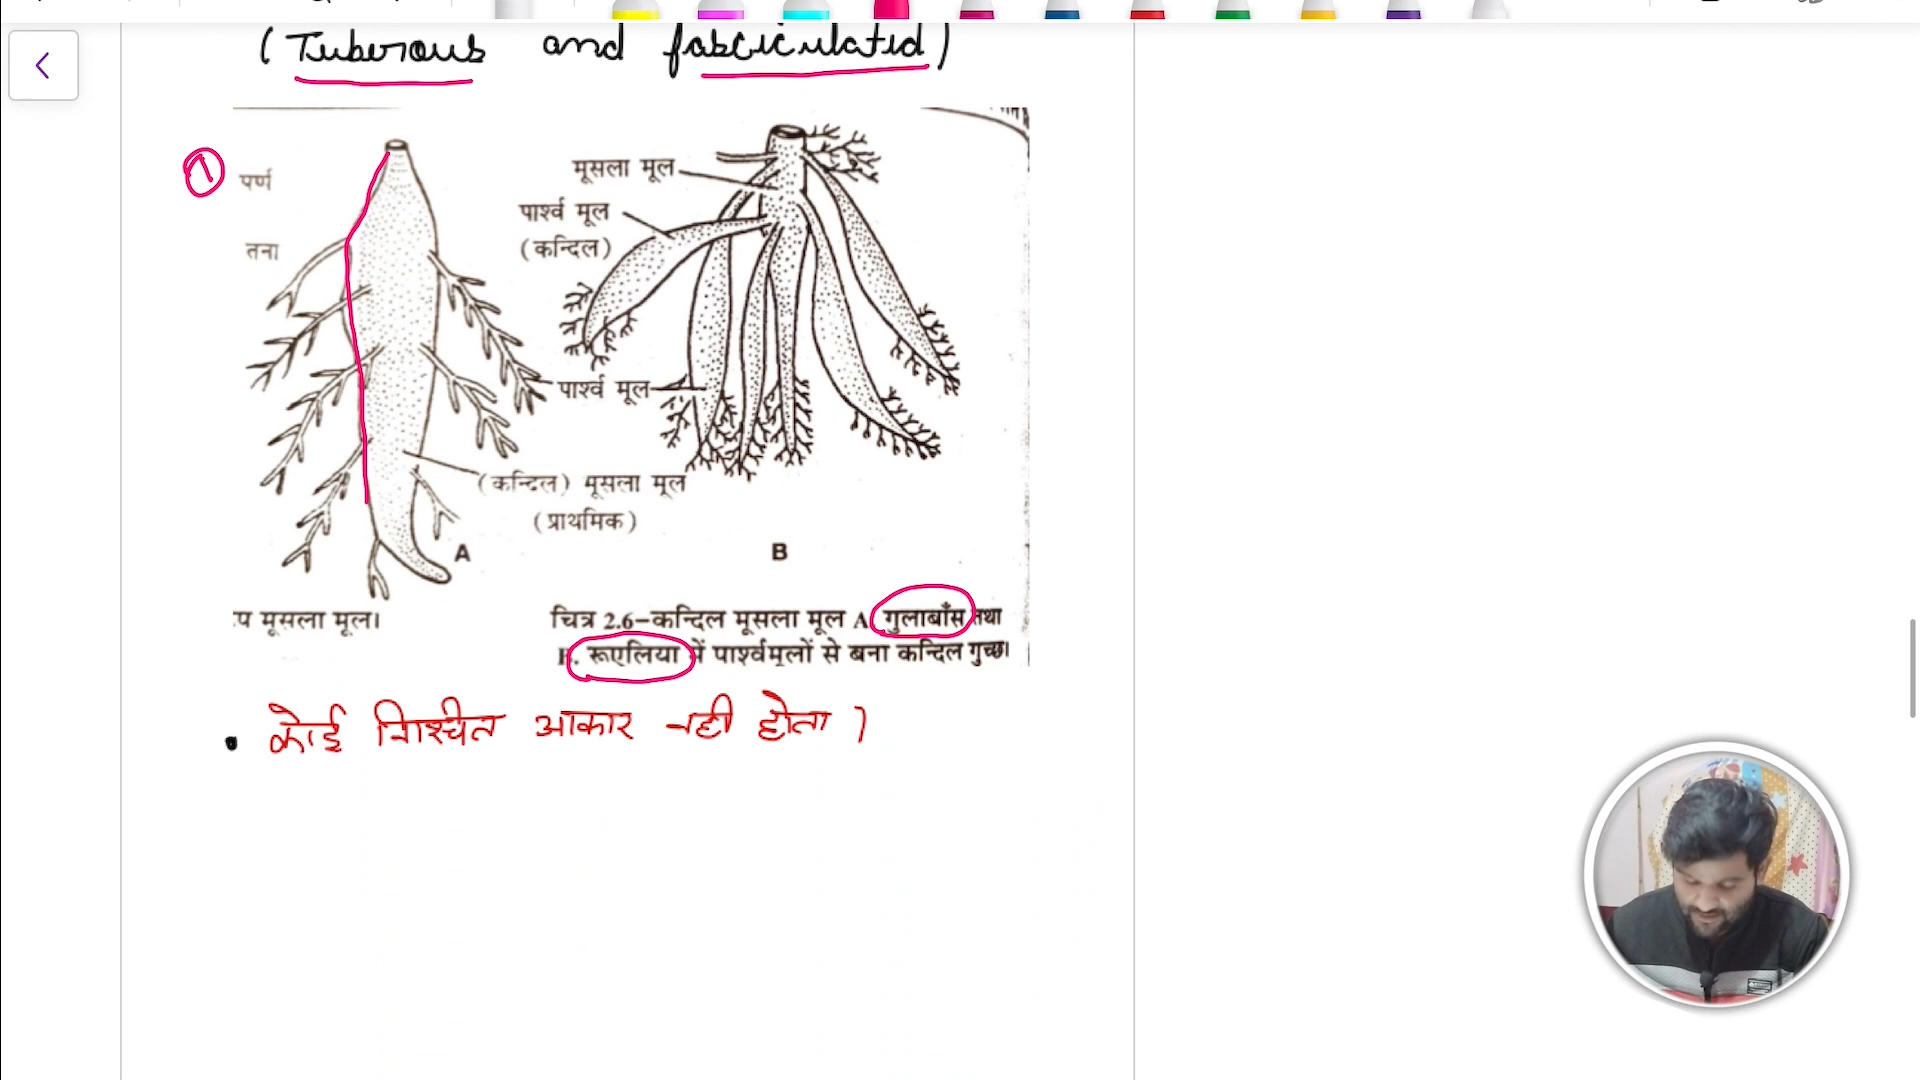 (Tuberous and fasciculated)
1
पर्ण
तना
मूसला मूल
पार्श्व मूल
(कन्दिल)
पार्श्व मूल
(कन्दिल) मूसला मूल
(प्राथमिक)
A
B
मूसला मूल।
चित्र 2.6–कन्दिल मूसला मूल A. गुलाबाँस तथा
रूएलिया में पार्श्वमूलों से बना कन्दिल गुच्छ।
• कोई निश्चित आकार नही होता ।